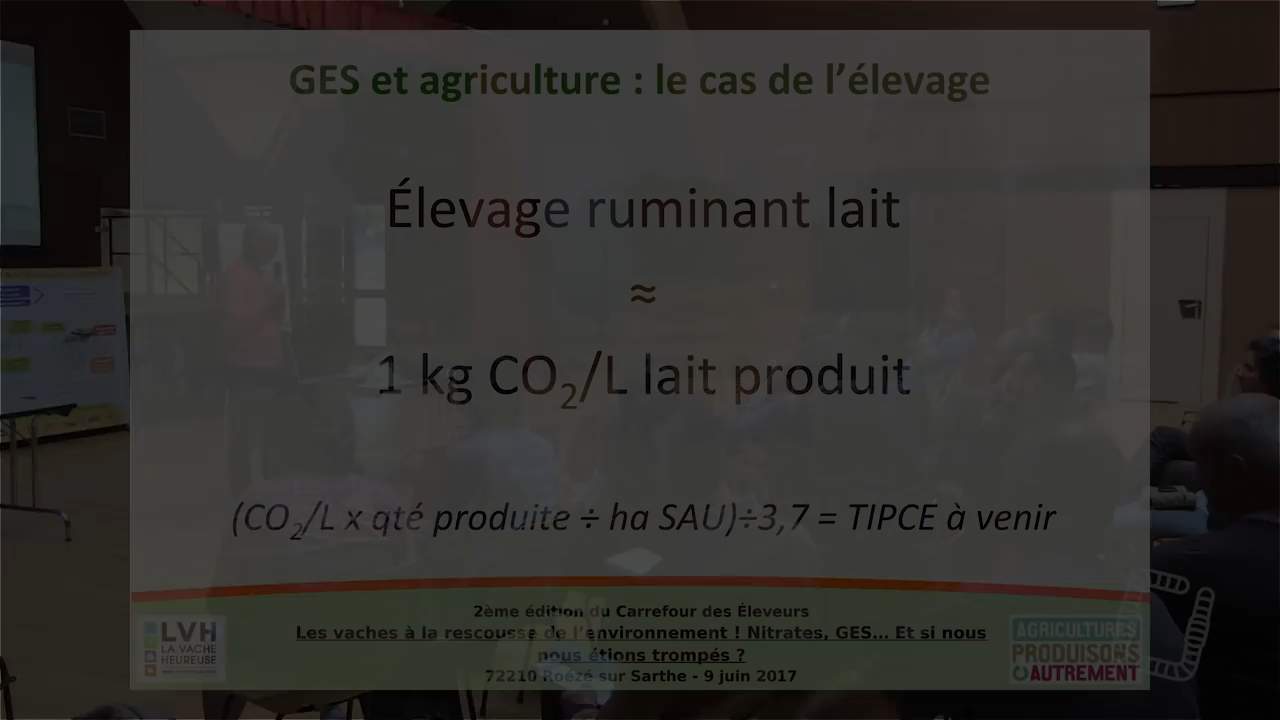 GES et agriculture : le cas de l’élevage
Élevage ruminant lait
≈
1 kg CO₂/L lait produit
(CO₂/L x qté produite ÷ ha SAU)÷3,7 = TIPCE à venir
2ème édition du Carrefour des Éleveurs
Les vaches à la rescousse de l’environnement ! Nitrates, GES... Et si nous
nous étions trompés ?
72210 Roézé sur Sarthe - 9 juin 2017
LVH
LA VACHE
HEUREUSE
AGRICULTURES
PRODUISONS
AUTREMENT